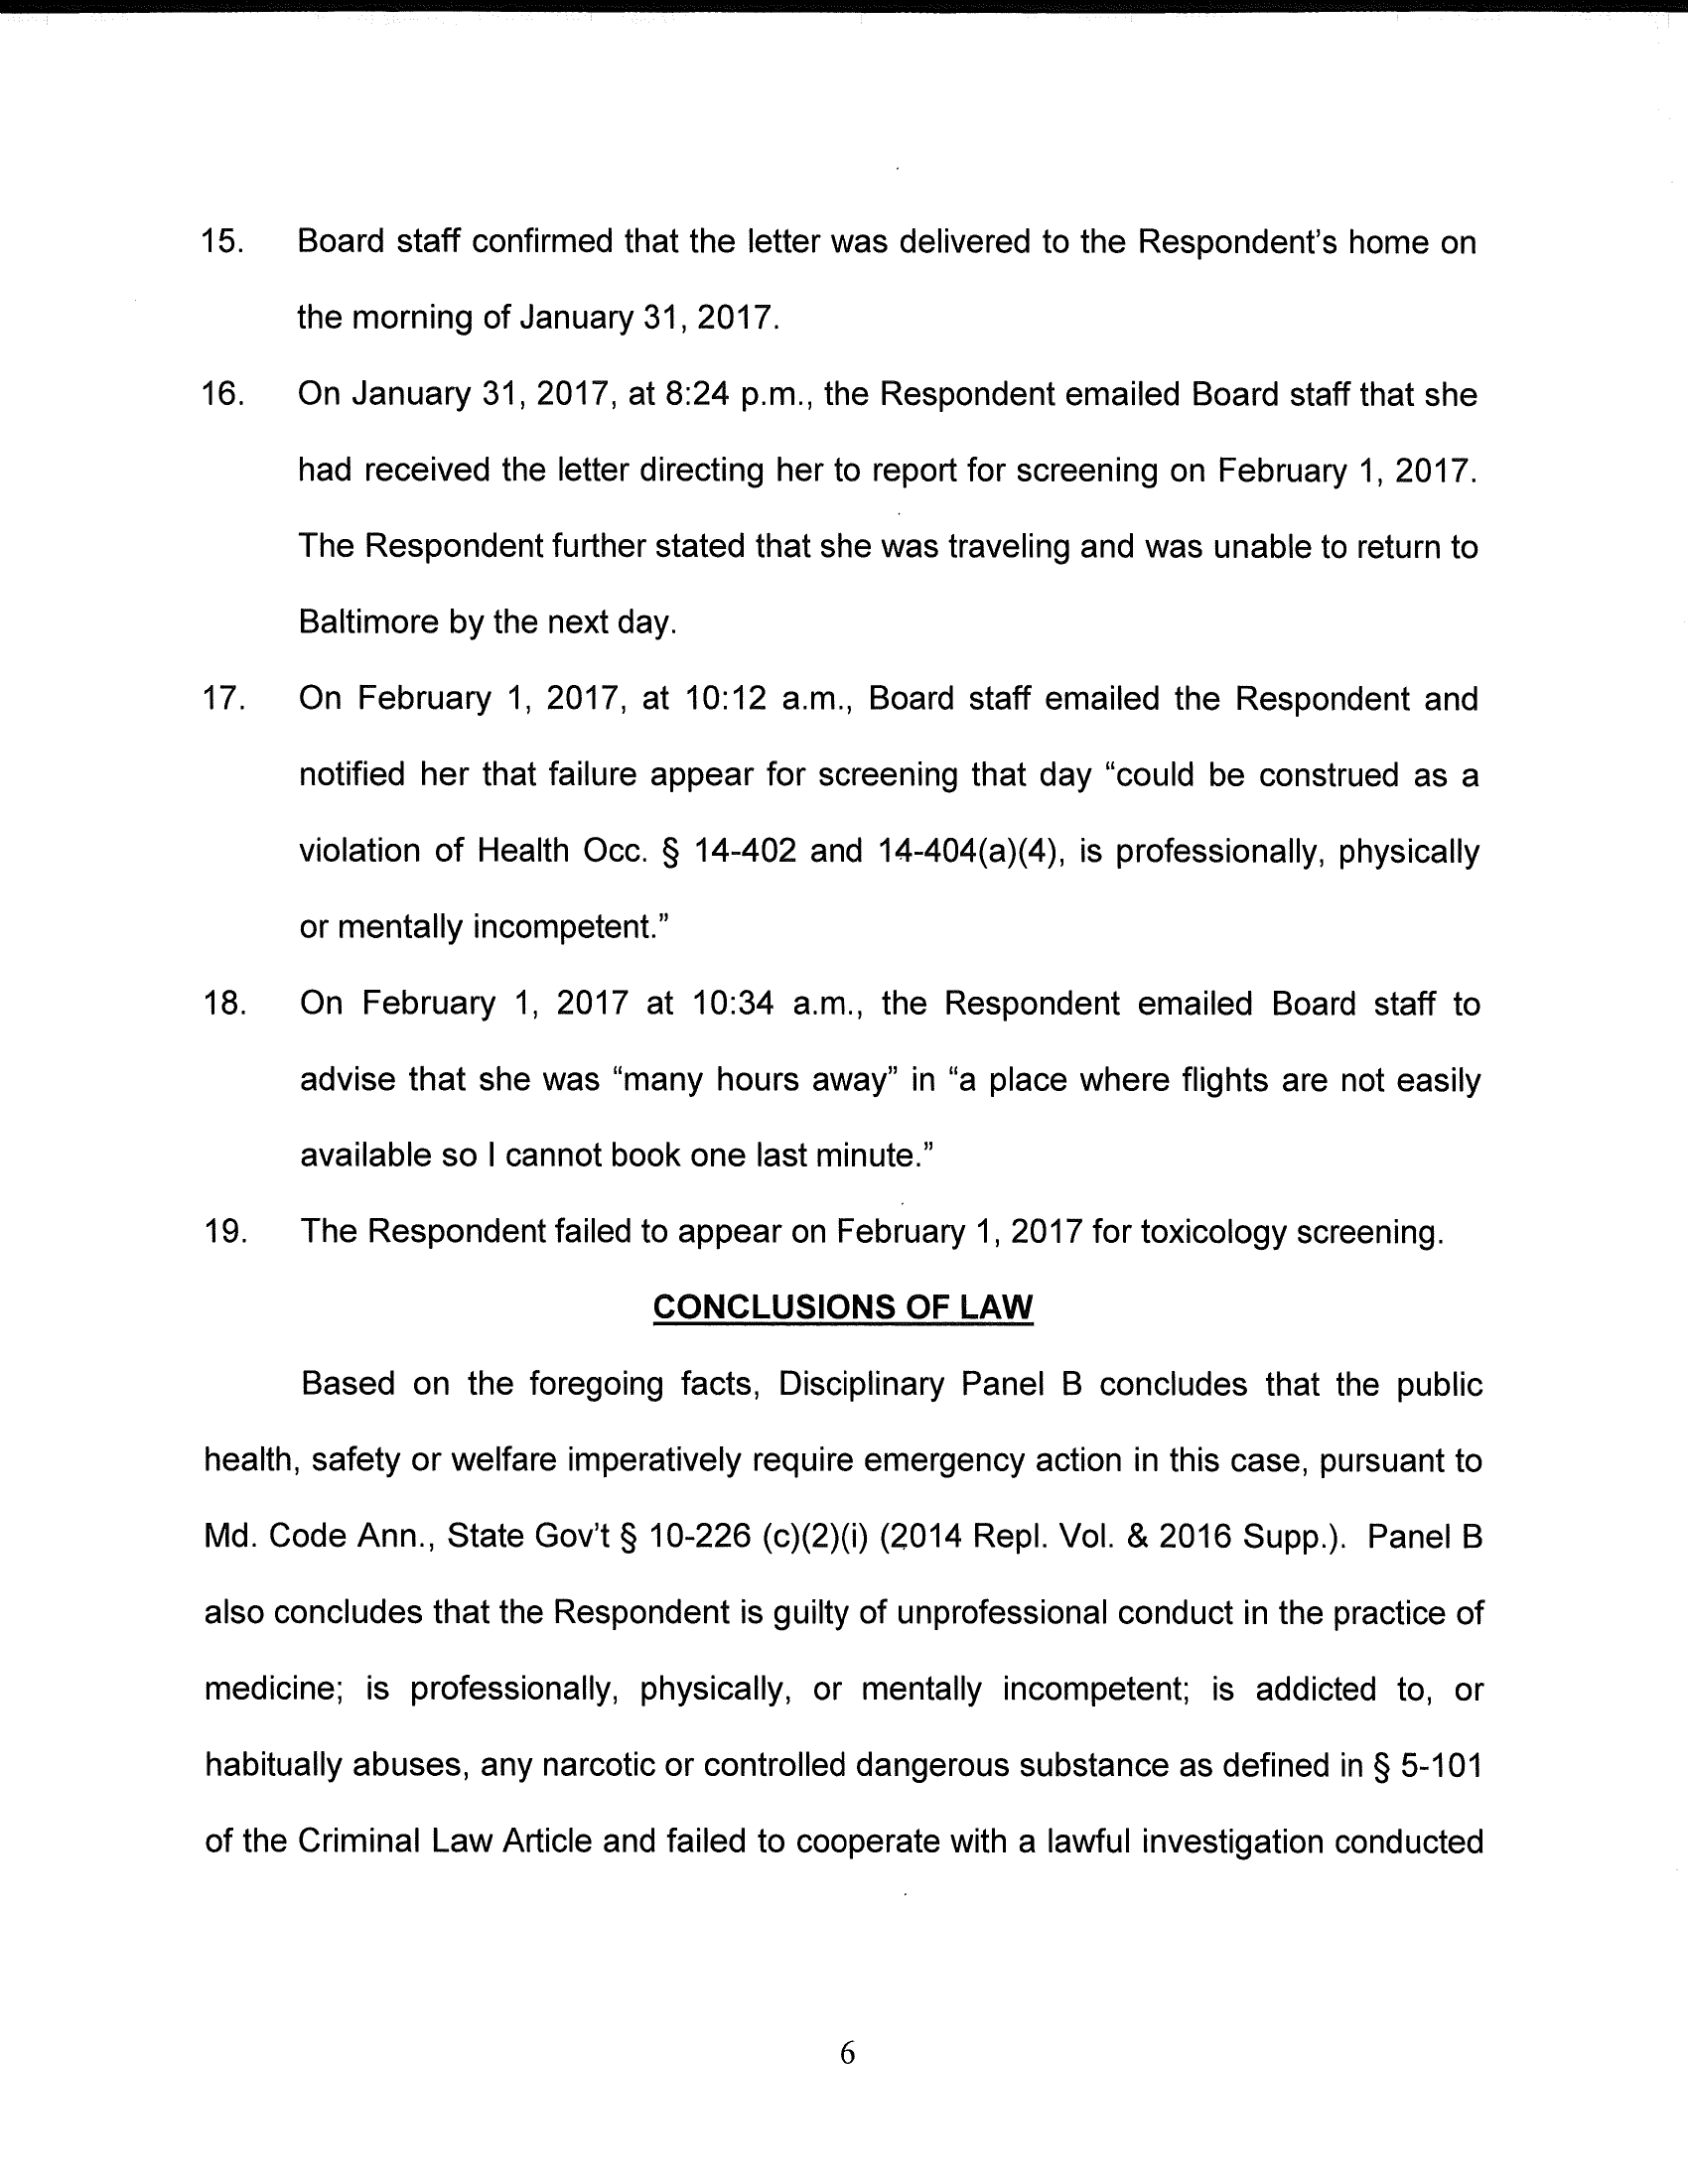 15. Board staff confirmed that the letter was delivered to the Respondent's home on
the morning of January 31, 2017.
16. On January 31, 2017, at 8:24 p.m., the Respondent emailed Board staff that she
had received the letter directing her to report for screening on February 1, 2017.
The Respondent further stated that she was traveling and was unable to return to
Baltimore by the next day.
17. On February 1, 2017, at 10:12 a.m., Board staff emailed the Respondent and
notified her that failure appear for screening that day “could be construed as a
violation of Health Occ. § 14-402 and 14-404(a)(4), is professionally, physically
or mentally incompetent.”
18. On February 1, 2017 at 10:34 a.m., the Respondent emailed Board staff to
advise that she was “many hours away” in “a place where flights are not easily
available so I cannot book one last minute.”
19. The Respondent failed to appear on February 1, 2017 for toxicology screening.
CONCLUSIONS OF LAW
Based on the foregoing facts, Disciplinary Panel B concludes that the public
health, safety or welfare imperatively require emergency action in this case, pursuant to
Md. Code Ann., State Gov't § 10-226 (c)(2)(i) (2014 Repl. Vol. & 2016 Supp.). Panel B
also concludes that the Respondent is guilty of unprofessional conduct in the practice of
medicine; is professionally, physically, or mentally incompetent; is addicted to, or
habitually abuses, any narcotic or controlled dangerous substance as defined in § 5-101
of the Criminal Law Article and failed to cooperate with a lawful investigation conducted
6